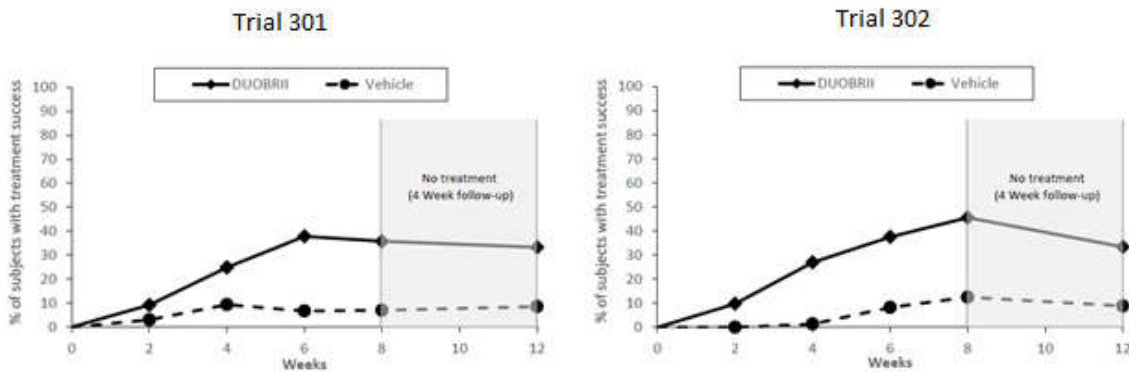 Trial 301
DUOBRII Vehicle
% of subjects with treatment success
100
90
80
70
60
50
40
30
20
10
0
No treatment
(4 Week follow-up)
0 2 4 6 8 10 12
Weeks
Trial 302
DUOBRII Vehicle
% of subjects with treatment success
100
90
80
70
60
50
40
30
20
10
0
No treatment
(4 Week follow-up)
0 2 4 6 8 10 12
Weeks